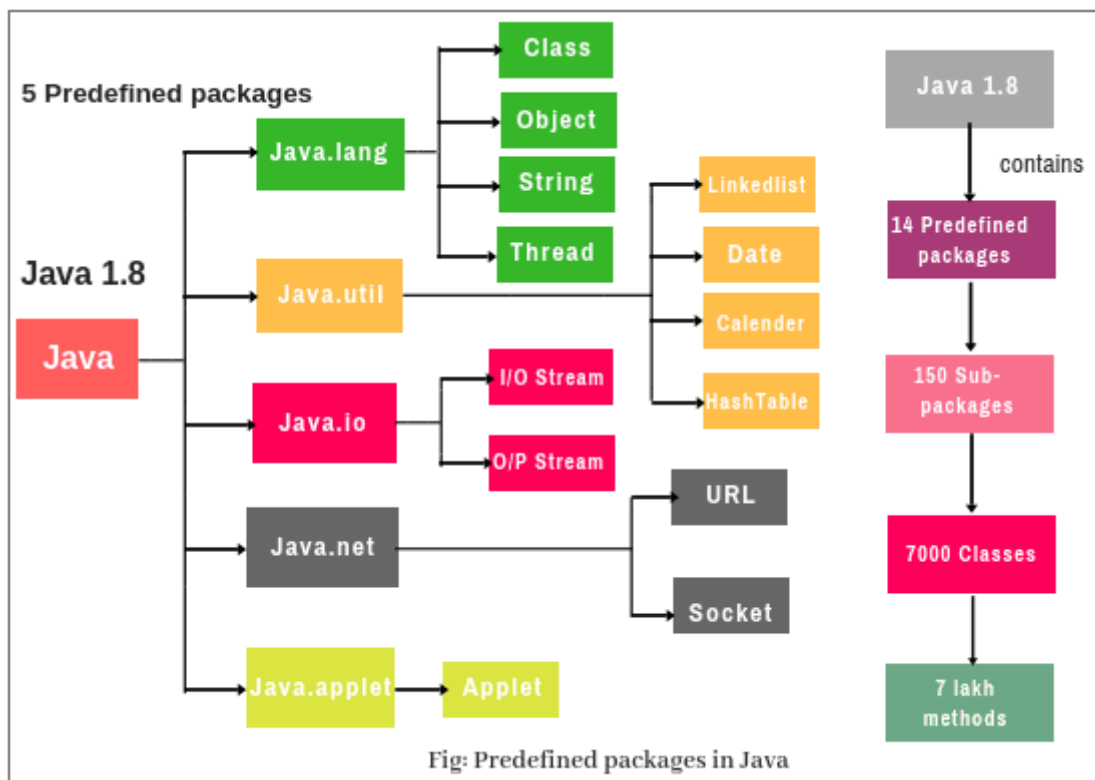 5 Predefined packages
Java 1.8
Java
Java.lang
Class
Object
String
Thread
Java.util
Linkedlist
Date
Calender
HashTable
Java.io
I/O Stream
O/P Stream
Java.net
URL
Socket
Java.applet
Applet
Java 1.8
contains
14 Predefined
packages
150 Sub-
packages
7000 Classes
7 lakh
methods
Fig: Predefined packages in Java